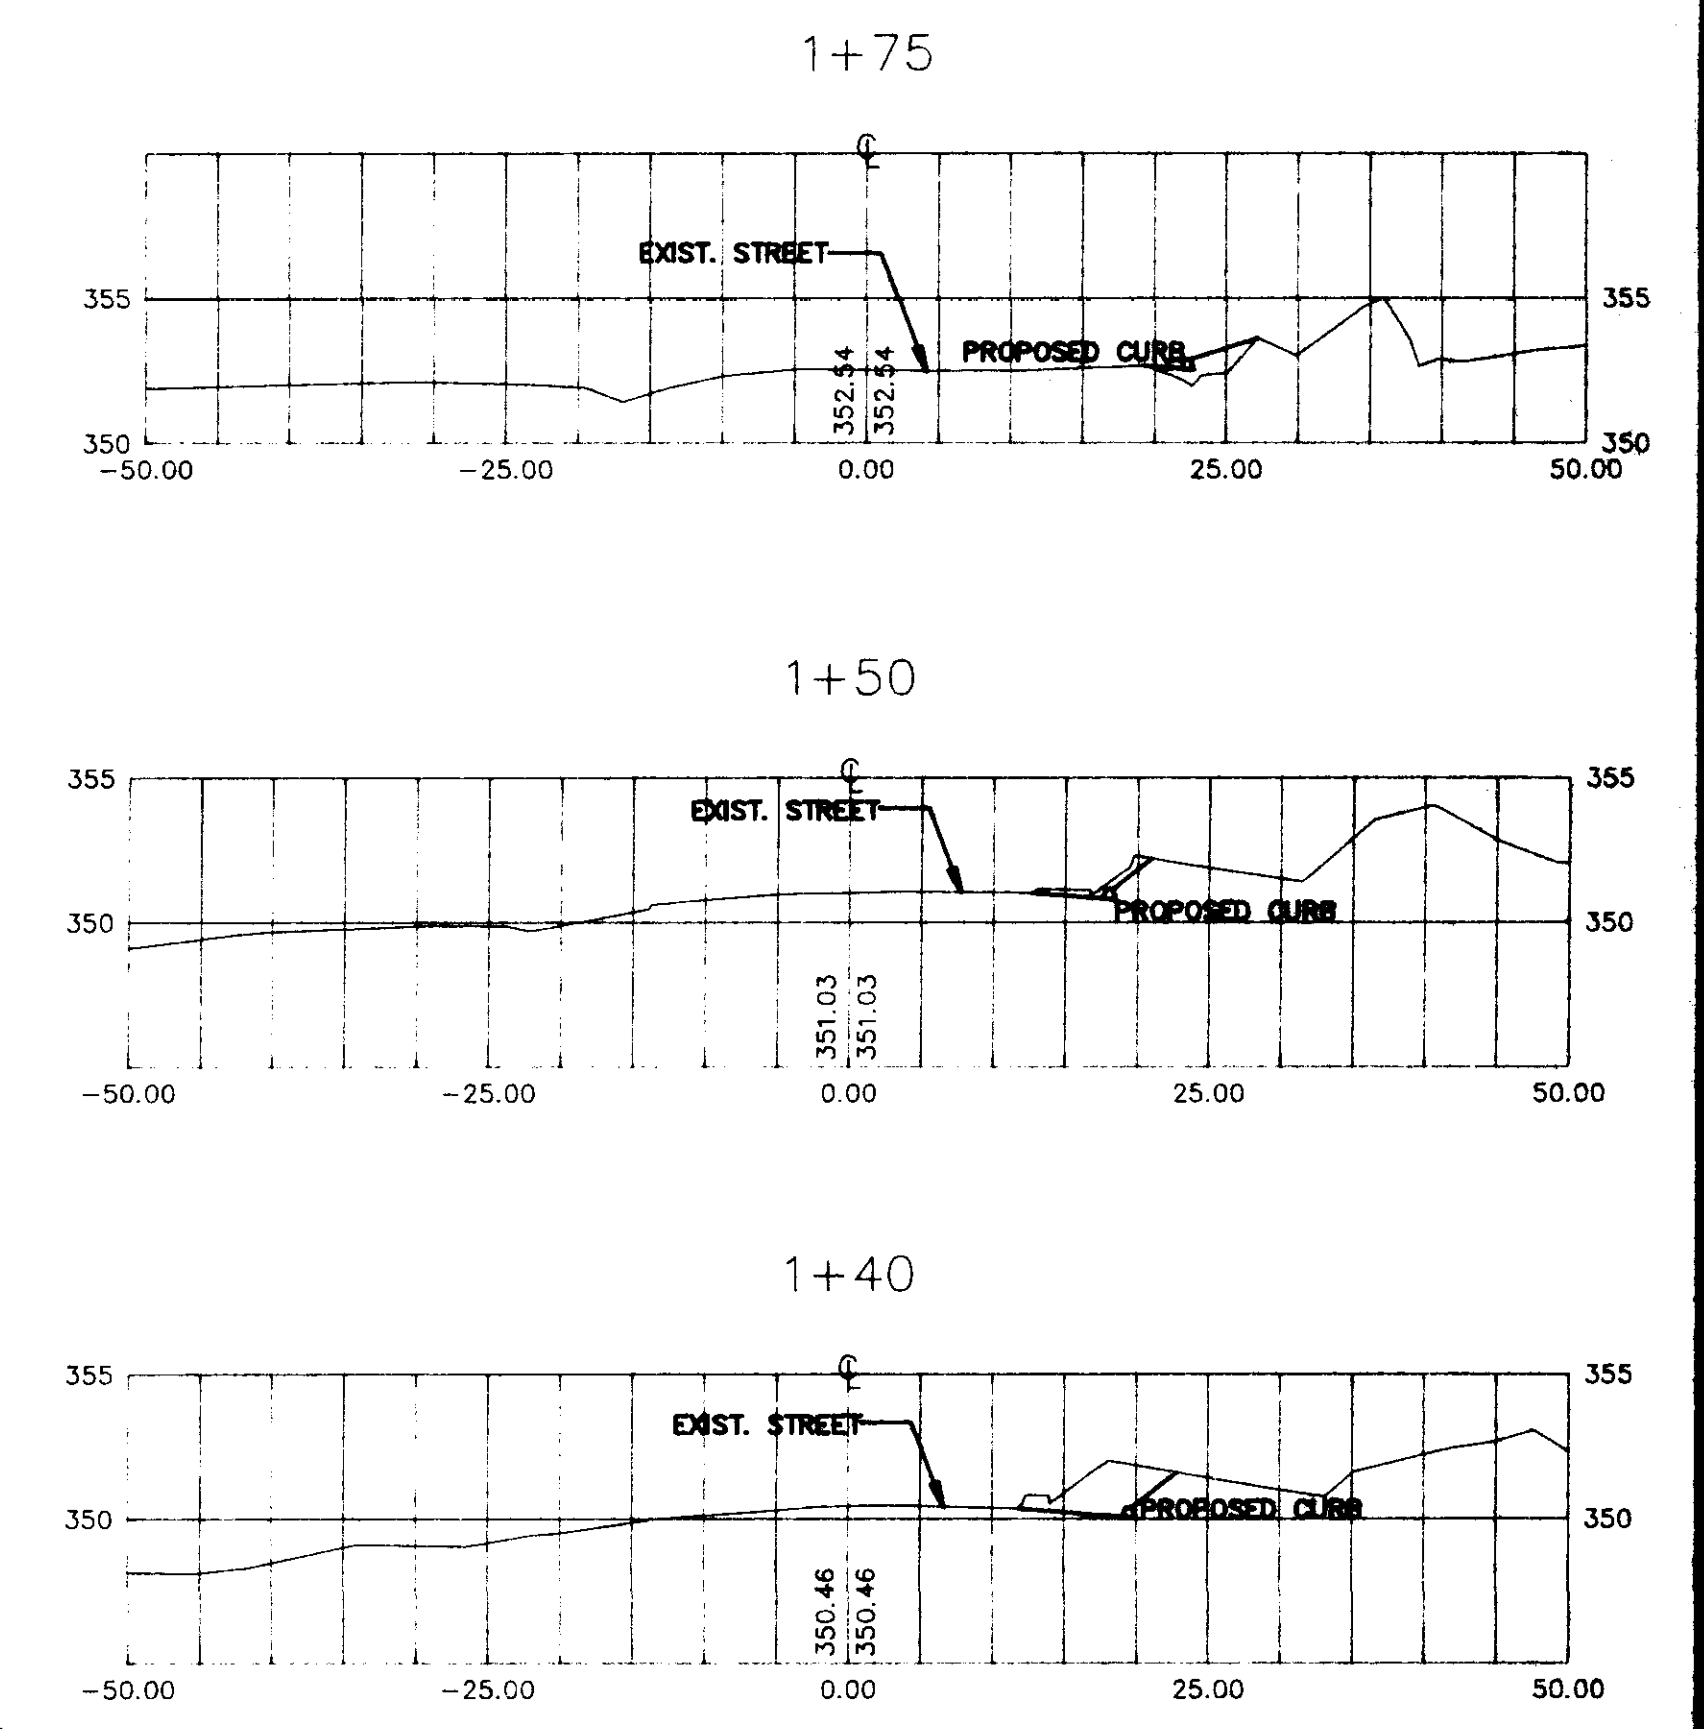 1+75
℄
EXIST. STREET
355 355
PROPOSED CURB
352.54 352.54
350 350
-50.00 -25.00 0.00 25.00 50.00
1+50
℄
355 355
EXIST. STREET
PROPOSED CURB
350 350
351.03 351.03
-50.00 -25.00 0.00 25.00 50.00
1+40
℄
355 355
EXIST. STREET
PROPOSED CURB
350 350
350.46 350.46
-50.00 -25.00 0.00 25.00 50.00